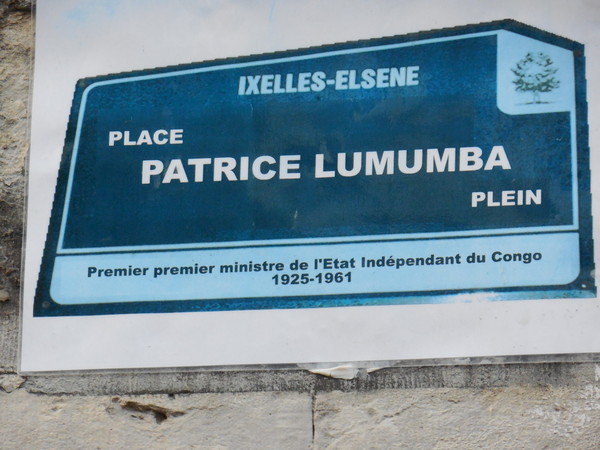 IXELLES-ELSENE
PLACE
PATRICE LUMUMBA
PLEIN
Premier premier ministre de l'Etat Indépendant du Congo
1925-1961